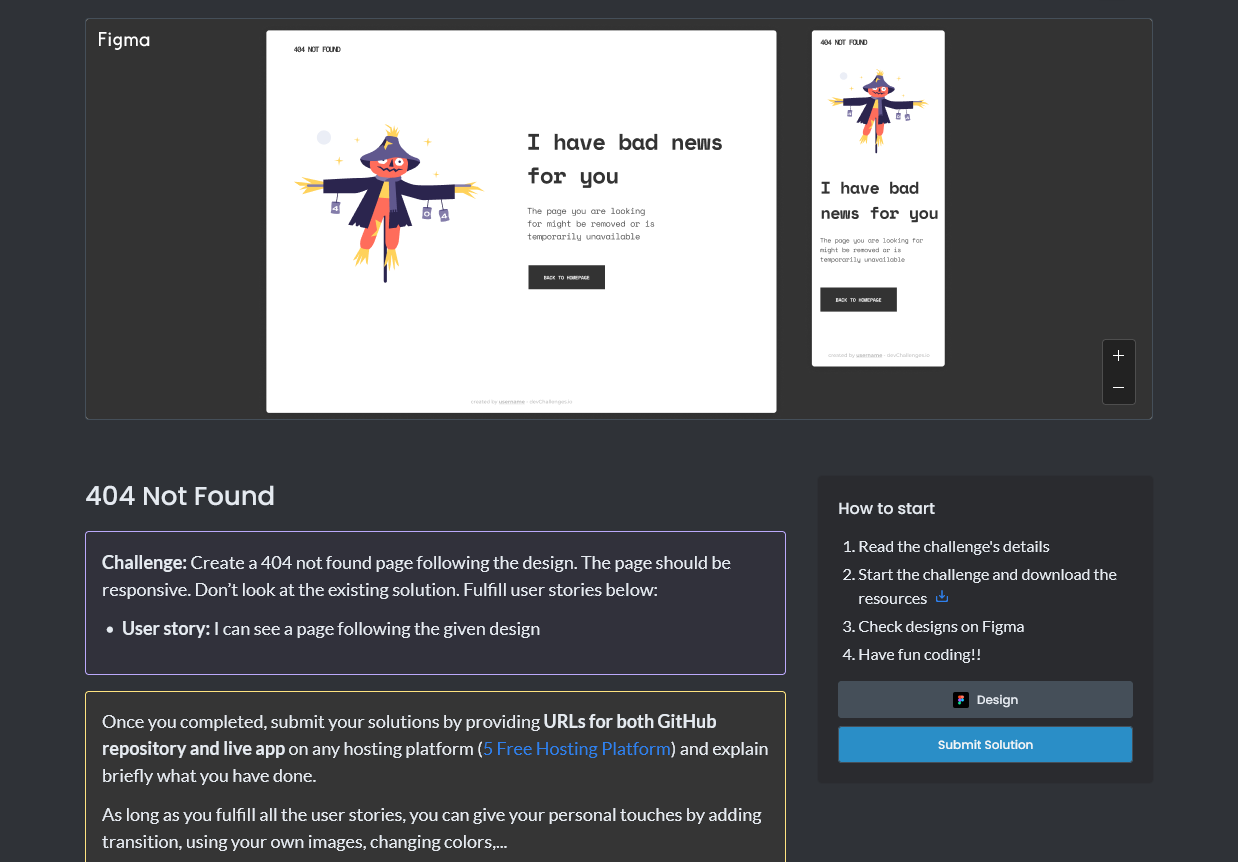 Figma
404 NOT FOUND
I have bad news
for you
The page you are looking
for might be removed or is
temporarily unavailable
BACK TO HOMEPAGE
4
0
4
created by username - devChallenges.io
404 NOT FOUND
I have bad
news for you
The page you are looking for
might be removed or is
temporarily unavailable
BACK TO HOMEPAGE
created by username - devChallenges.io
+
−
404 Not Found
Challenge: Create a 404 not found page following the design. The page should be
responsive. Don’t look at the existing solution. Fulfill user stories below:
• User story: I can see a page following the given design
Once you completed, submit your solutions by providing URLs for both GitHub
repository and live app on any hosting platform (5 Free Hosting Platform) and explain
briefly what you have done.
As long as you fulfill all the user stories, you can give your personal touches by adding
transition, using your own images, changing colors,...
How to start
1. Read the challenge's details
2. Start the challenge and download the
resources
3. Check designs on Figma
4. Have fun coding!!
Design
Submit Solution